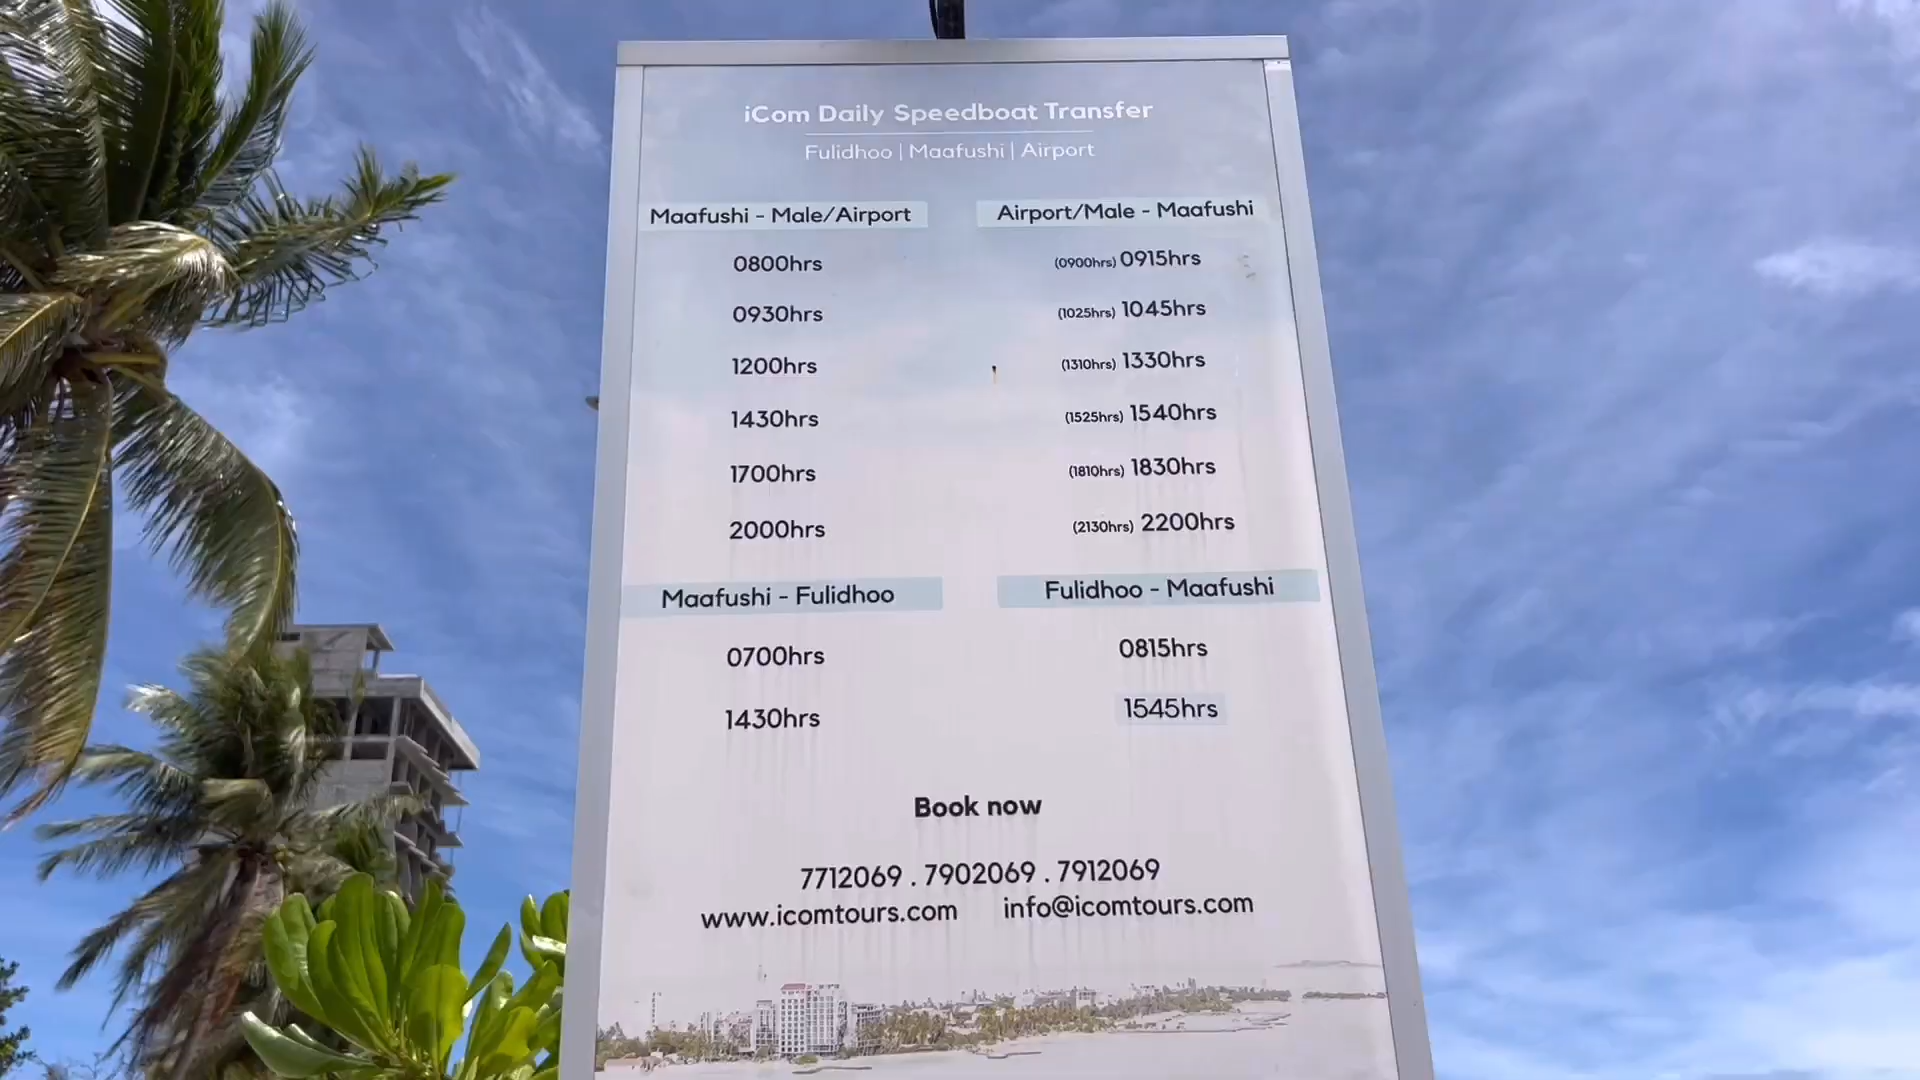 iCom Daily Speedboat Transfer
Fulidhoo | Maafushi | Airport
Maafushi - Male/Airport
0800hrs
0930hrs
1200hrs
1430hrs
1700hrs
2000hrs
Airport/Male - Maafushi
(0900hrs) 0915hrs
(1025hrs) 1045hrs
(1310hrs) 1330hrs
(1525hrs) 1540hrs
(1810hrs) 1830hrs
(2130hrs) 2200hrs
Maafushi - Fulidhoo
0700hrs
1430hrs
Fulidhoo - Maafushi
0815hrs
1545hrs
Book now
7712069 . 7902069 . 7912069
www.icomtours.com info@icomtours.com